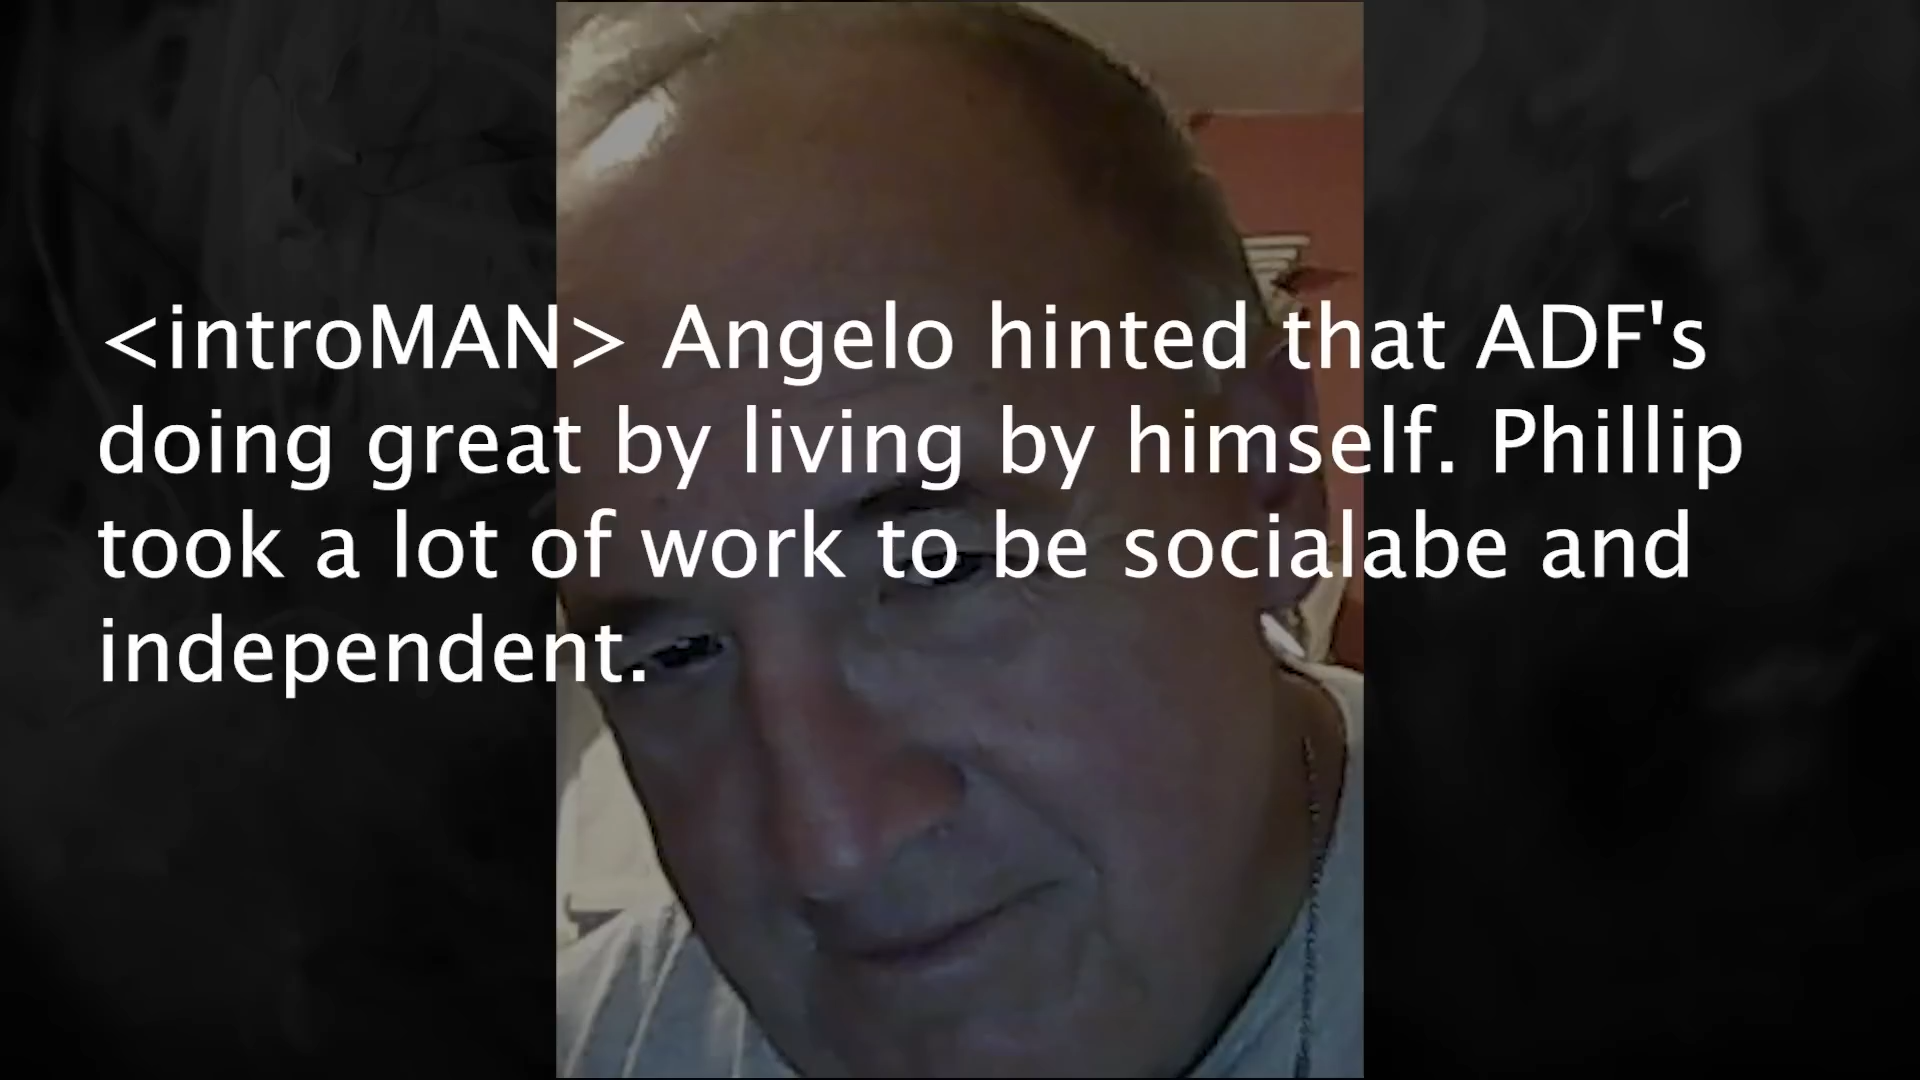 <introMAN> Angelo hinted that ADF's
doing great by living by himself. Phillip
took a lot of work to be socialabe and
independent.